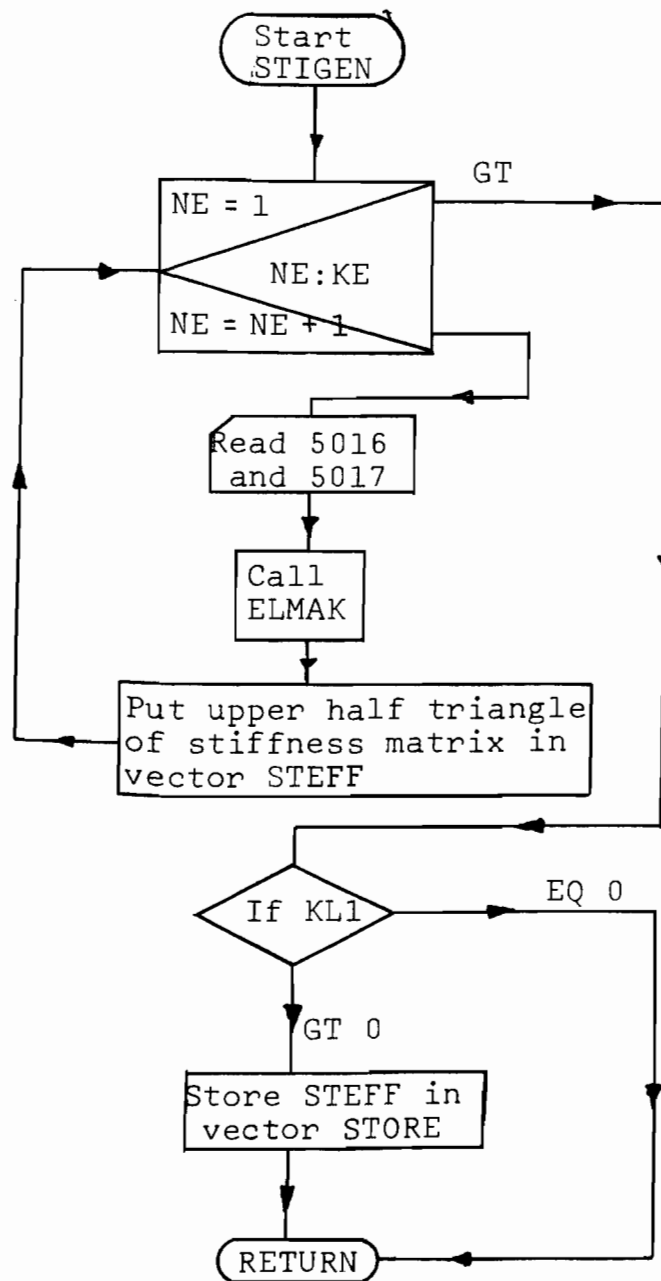 Start
STIGEN
GT
NE = 1
NE:KE
NE = NE + 1
Read 5016
and 5017
Call
ELMAK
Put upper half triangle
of stiffness matrix in
vector STEFF
If KL1
EQ 0
GT 0
Store STEFF in
vector STORE
RETURN